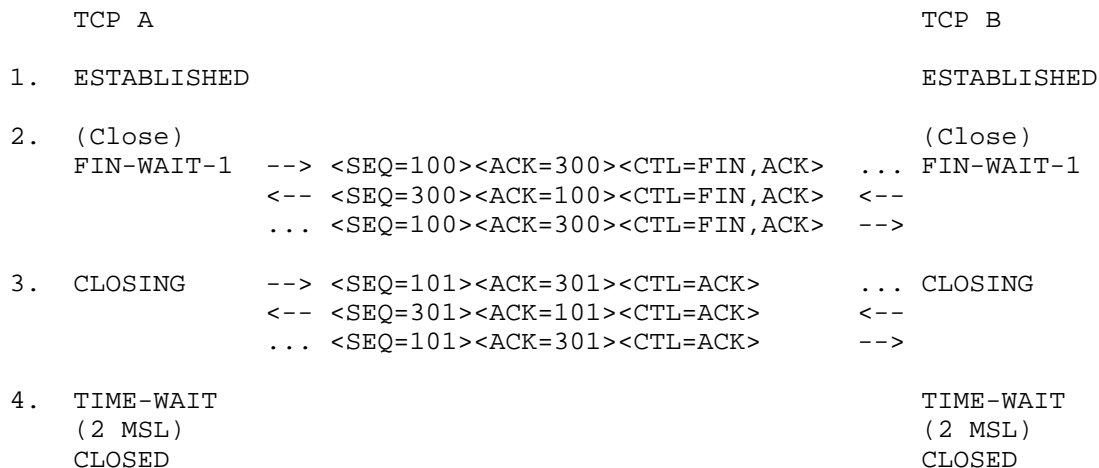 TCP A                                                TCP B

1.  ESTABLISHED                                          ESTABLISHED

2.  (Close)                                              (Close)
    FIN-WAIT-1  --> <SEQ=100><ACK=300><CTL=FIN,ACK>  ... FIN-WAIT-1
                <-- <SEQ=300><ACK=100><CTL=FIN,ACK>  <--
                ... <SEQ=100><ACK=300><CTL=FIN,ACK>  -->

3.  CLOSING     --> <SEQ=101><ACK=301><CTL=ACK>      ... CLOSING
                <-- <SEQ=301><ACK=101><CTL=ACK>      <--
                ... <SEQ=101><ACK=301><CTL=ACK>      -->

4.  TIME-WAIT                                            TIME-WAIT
    (2 MSL)                                              (2 MSL)
    CLOSED                                               CLOSED